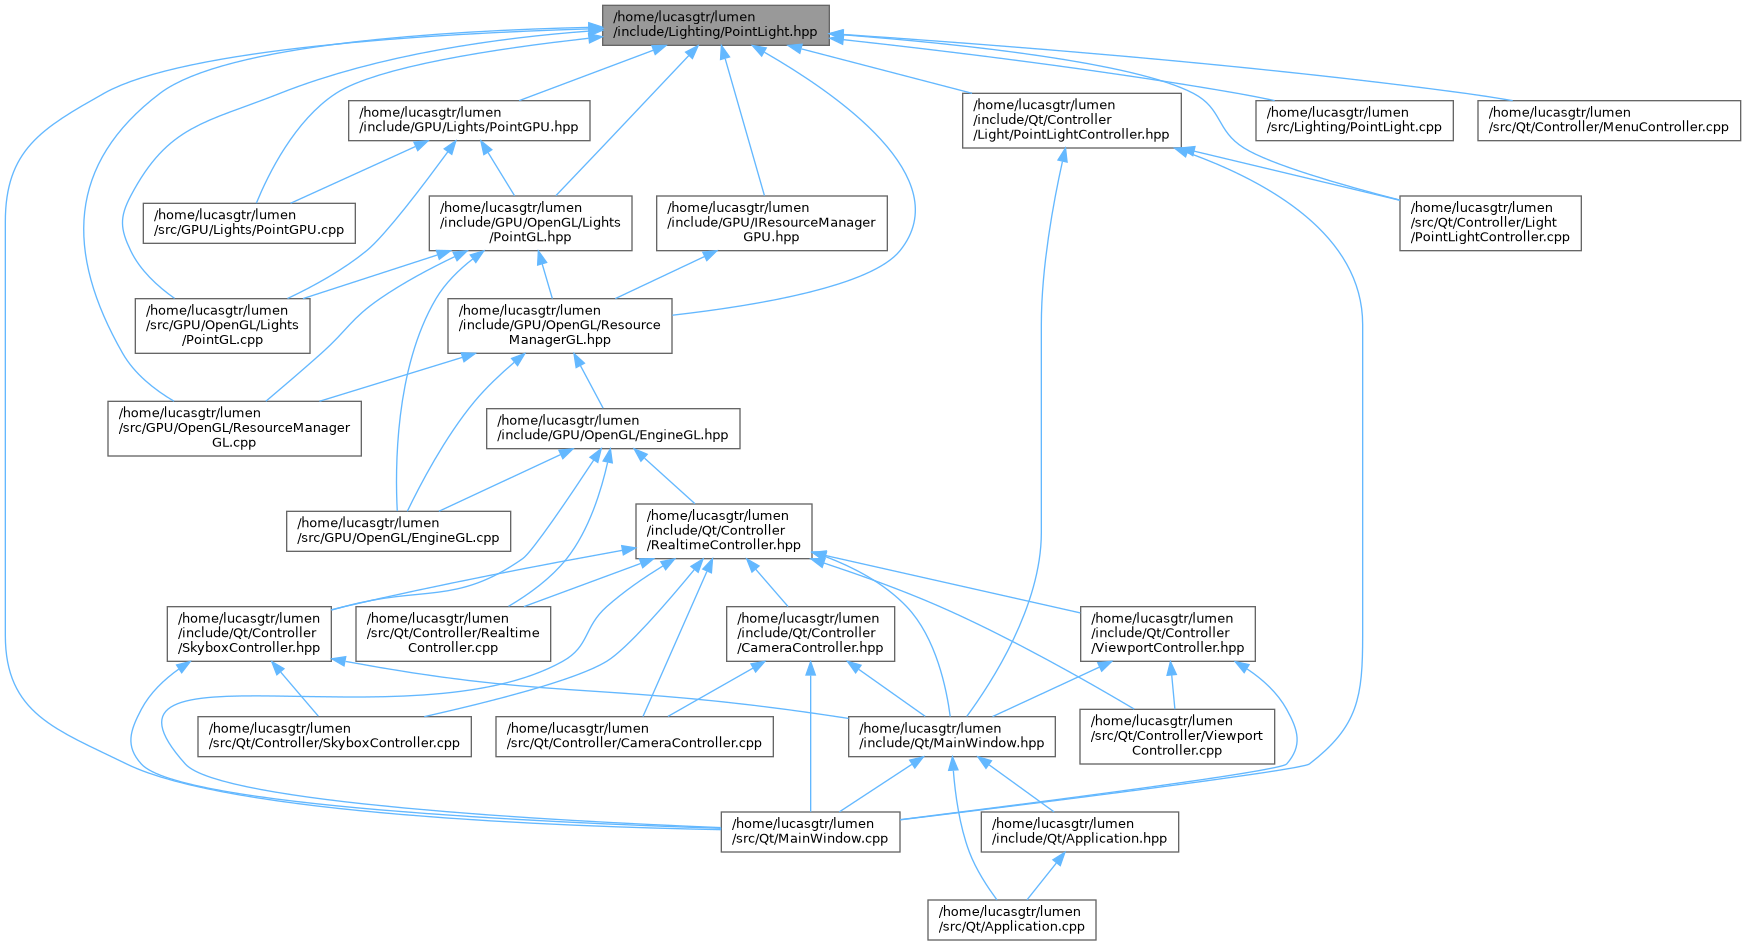 /home/lucasgtr/lumen
/include/Lighting/PointLight.hpp
/home/lucasgtr/lumen
/include/GPU/Lights/PointGPU.hpp
/home/lucasgtr/lumen
/include/Qt/Controller
/Light/PointLightController.hpp
/home/lucasgtr/lumen
/src/Lighting/PointLight.cpp
/home/lucasgtr/lumen
/src/Qt/Controller/MenuController.cpp
/home/lucasgtr/lumen
/src/GPU/Lights/PointGPU.cpp
/home/lucasgtr/lumen
/include/GPU/OpenGL/Lights
/PointGL.hpp
/home/lucasgtr/lumen
/include/GPU/IResourceManager
GPU.hpp
/home/lucasgtr/lumen
/src/Qt/Controller/Light
/PointLightController.cpp
/home/lucasgtr/lumen
/src/GPU/OpenGL/Lights
/PointGL.cpp
/home/lucasgtr/lumen
/include/GPU/OpenGL/Resource
ManagerGL.hpp
/home/lucasgtr/lumen
/src/GPU/OpenGL/ResourceManager
GL.cpp
/home/lucasgtr/lumen
/include/GPU/OpenGL/EngineGL.hpp
/home/lucasgtr/lumen
/src/GPU/OpenGL/EngineGL.cpp
/home/lucasgtr/lumen
/include/Qt/Controller
/RealtimeController.hpp
/home/lucasgtr/lumen
/include/Qt/Controller
/SkyboxController.hpp
/home/lucasgtr/lumen
/src/Qt/Controller/Realtime
Controller.cpp
/home/lucasgtr/lumen
/include/Qt/Controller
/CameraController.hpp
/home/lucasgtr/lumen
/include/Qt/Controller
/ViewportController.hpp
/home/lucasgtr/lumen
/src/Qt/Controller/SkyboxController.cpp
/home/lucasgtr/lumen
/src/Qt/Controller/CameraController.cpp
/home/lucasgtr/lumen
/include/Qt/MainWindow.hpp
/home/lucasgtr/lumen
/src/Qt/Controller/Viewport
Controller.cpp
/home/lucasgtr/lumen
/src/Qt/MainWindow.cpp
/home/lucasgtr/lumen
/include/Qt/Application.hpp
/home/lucasgtr/lumen
/src/Qt/Application.cpp